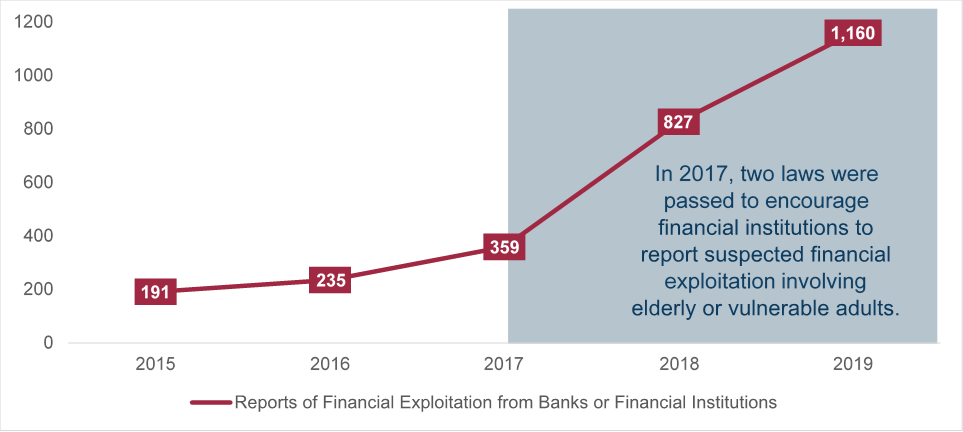 1200
1,160
1000
800
827
In 2017, two laws were
passed to encourage
financial institutions to
report suspected financial
exploitation involving
elderly or vulnerable adults.
600
400
359
235
191
200
0
2015 2016 2017 2018 2019
Reports of Financial Exploitation from Banks or Financial Institutions